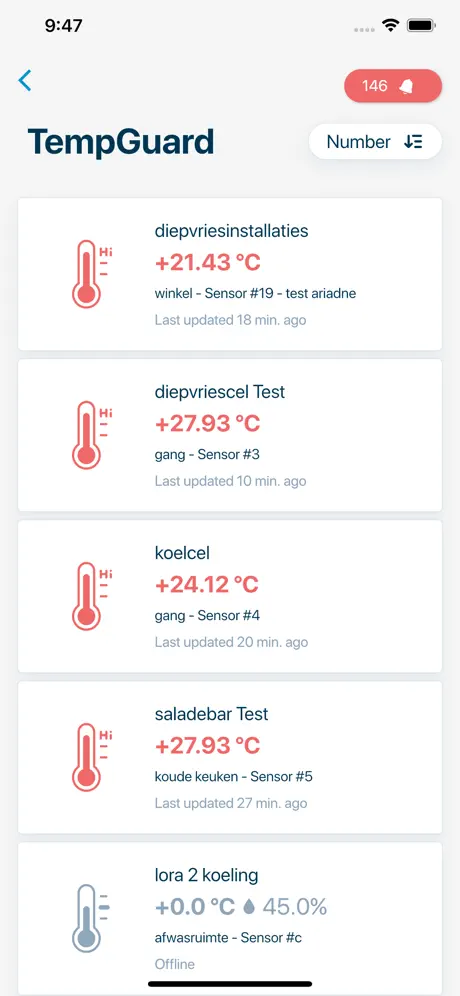 9:47
146
TempGuard
Number
Hi
diepvriesinstallaties
+21.43 °C
winkel - Sensor #19 - test ariadne
Last updated 18 min. ago
Hi
diepvriescel Test
+27.93 °C
gang - Sensor #3
Last updated 10 min. ago
Hi
koelcel
+24.12 °C
gang - Sensor #4
Last updated 20 min. ago
Hi
saladebar Test
+27.93 °C
koude keuken - Sensor #5
Last updated 27 min. ago
lora 2 koeling
+0.0 °C 45.0%
afwasruimte - Sensor #c
Offline